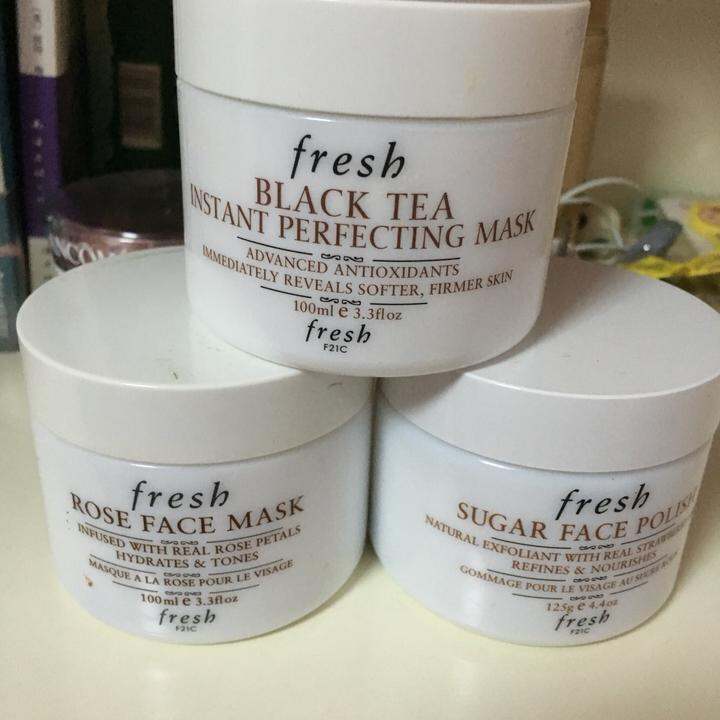 fresh
BLACK TEA
INSTANT PERFECTING MASK
ADVANCED ANTIOXIDANTS
IMMEDIATELY REVEALS SOFTER, FIRMER SKIN
100ml e 3.3floz
fresh
F21C
fresh
ROSE FACE MASK
INFUSED WITH REAL ROSE PETALS
HYDRATES & TONES
MASQUE A LA ROSE POUR LE VISAGE
100ml e 3.3floz
fresh
F21C
fresh
SUGAR FACE POLISH
NATURAL EXFOLIANT WITH REAL
REFINES & NOURISHES
GOMMAGE POUR LE VISAGE AU SUCRE
125g e 4.4oz
fresh
F21C